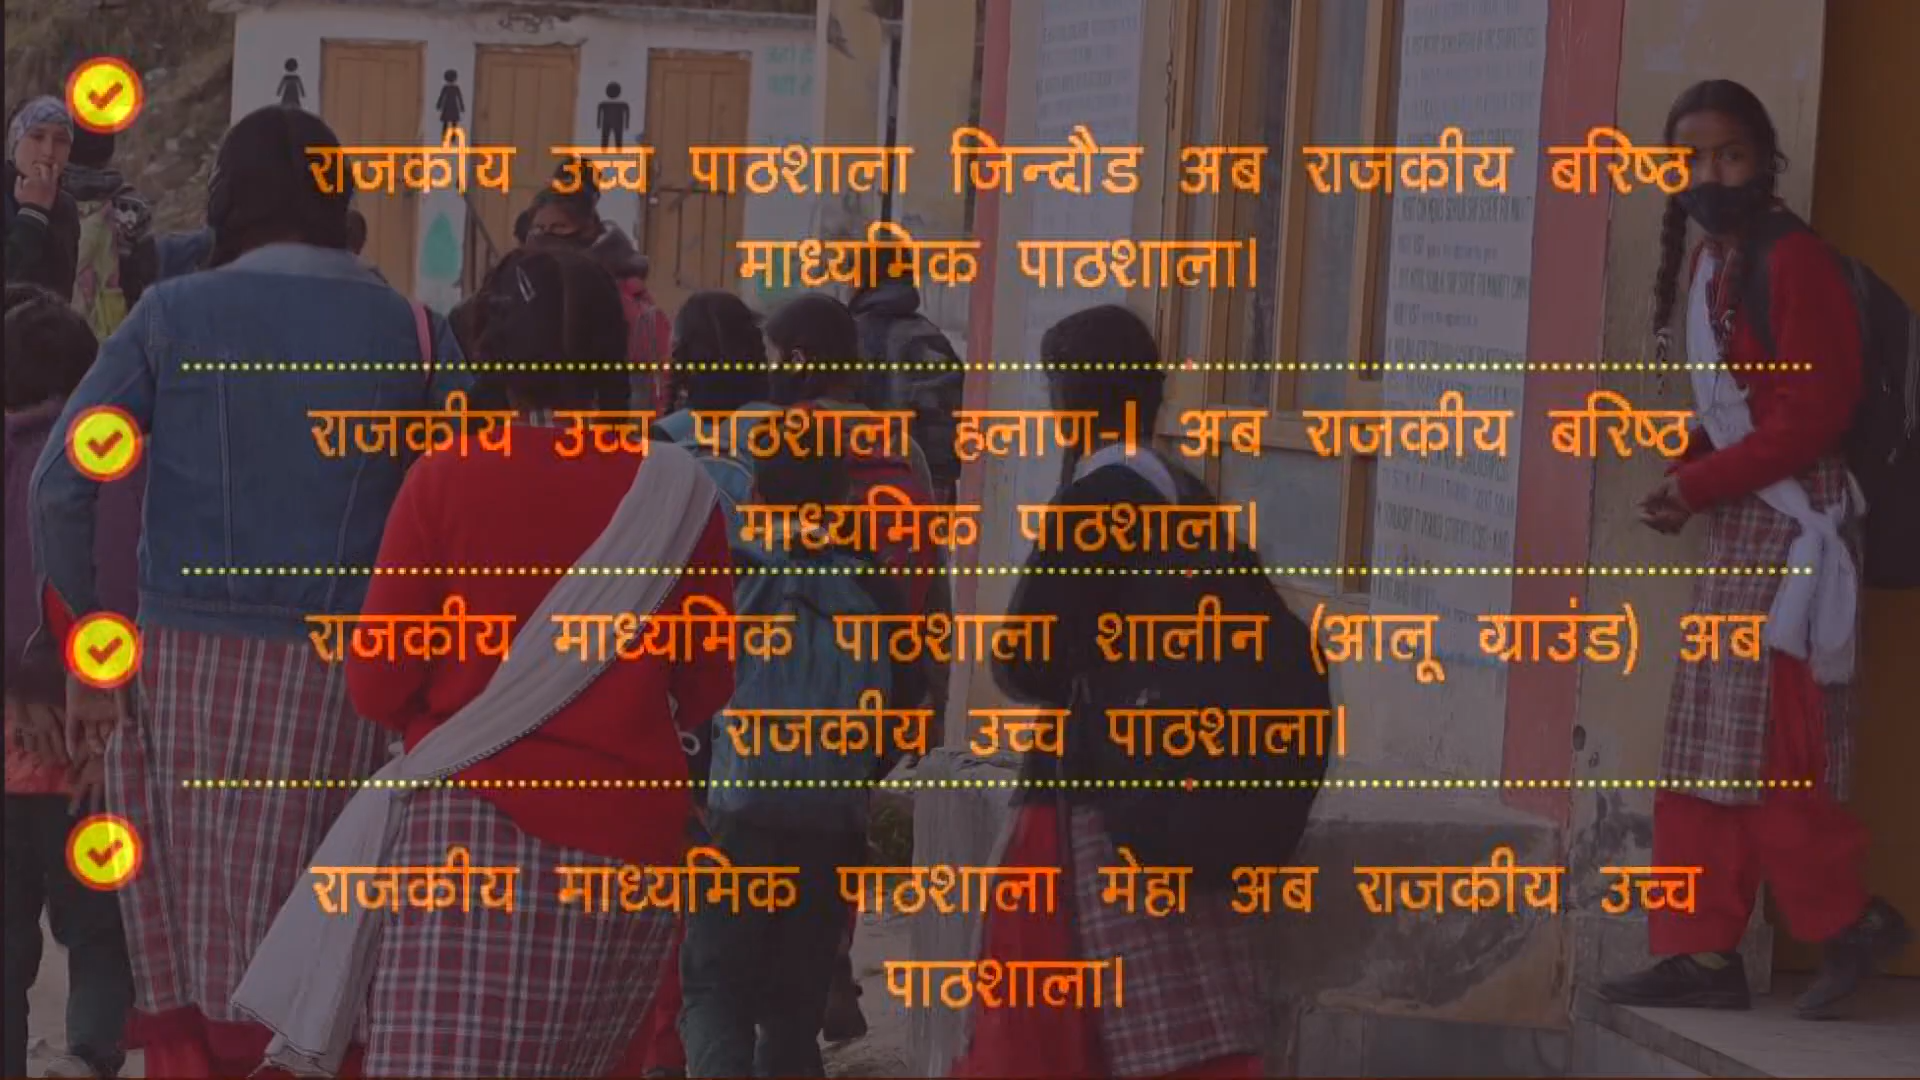 राजकीय उच्च पाठशाला जिन्दौड अब राजकीय बरिष्ठ
माध्यमिक पाठशाला।
राजकीय उच्च पाठशाला हलाण-I अब राजकीय बरिष्ठ
माध्यमिक पाठशाला।
राजकीय माध्यमिक पाठशाला शालीन (आलू ग्राउंड) अब
राजकीय उच्च पाठशाला।
राजकीय माध्यमिक पाठशाला मेहा अब राजकीय उच्च
पाठशाला।